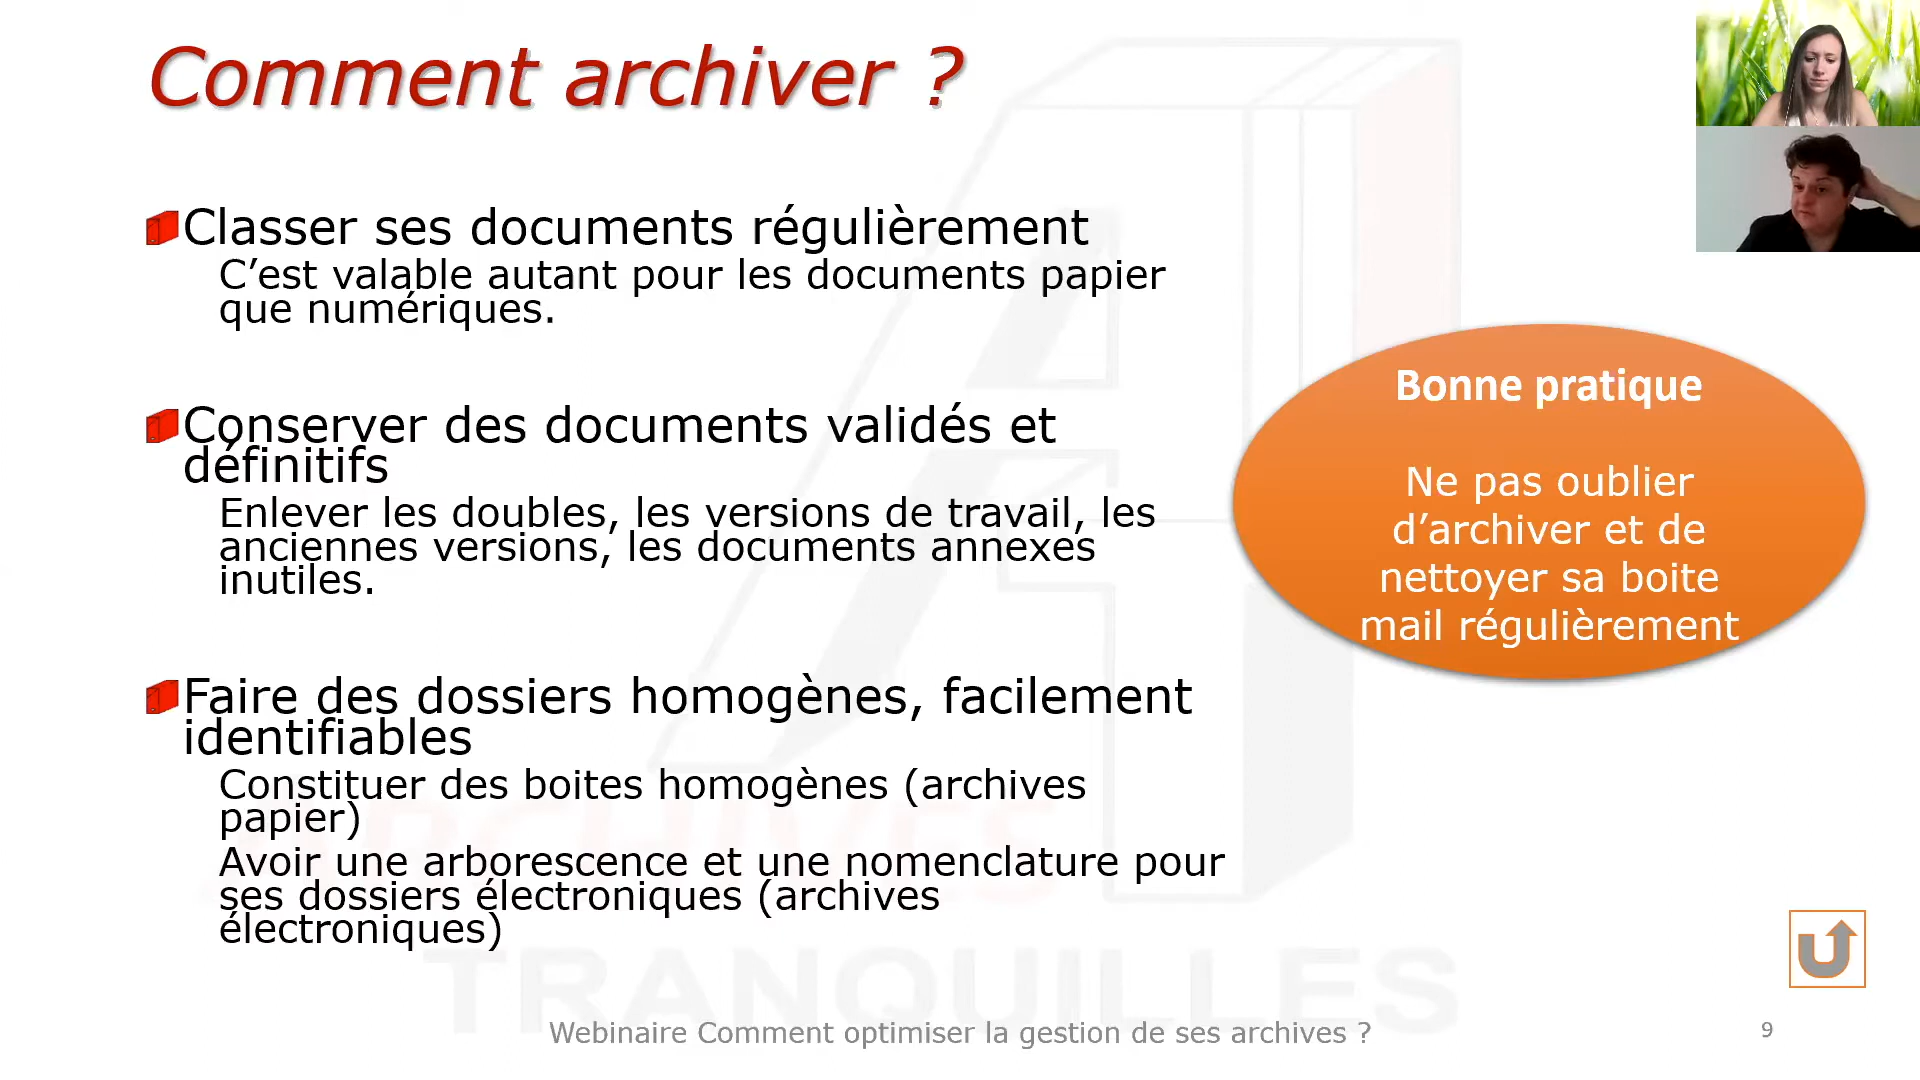 Comment archiver ?
Classer ses documents régulièrement
C’est valable autant pour les documents papier
que numériques.
Conserver des documents validés et
définitifs
Enlever les doubles, les versions de travail, les
anciennes versions, les documents annexes
inutiles.
Faire des dossiers homogènes, facilement
identifiables
Constituer des boites homogènes (archives
papier)
Avoir une arborescence et une nomenclature pour
ses dossiers électroniques (archives
électroniques)
Bonne pratique
Ne pas oublier
d’archiver et de
nettoyer sa boite
mail régulièrement
ARCHIVES
TRANQUILLES
Webinaire Comment optimiser la gestion de ses archives ?
9